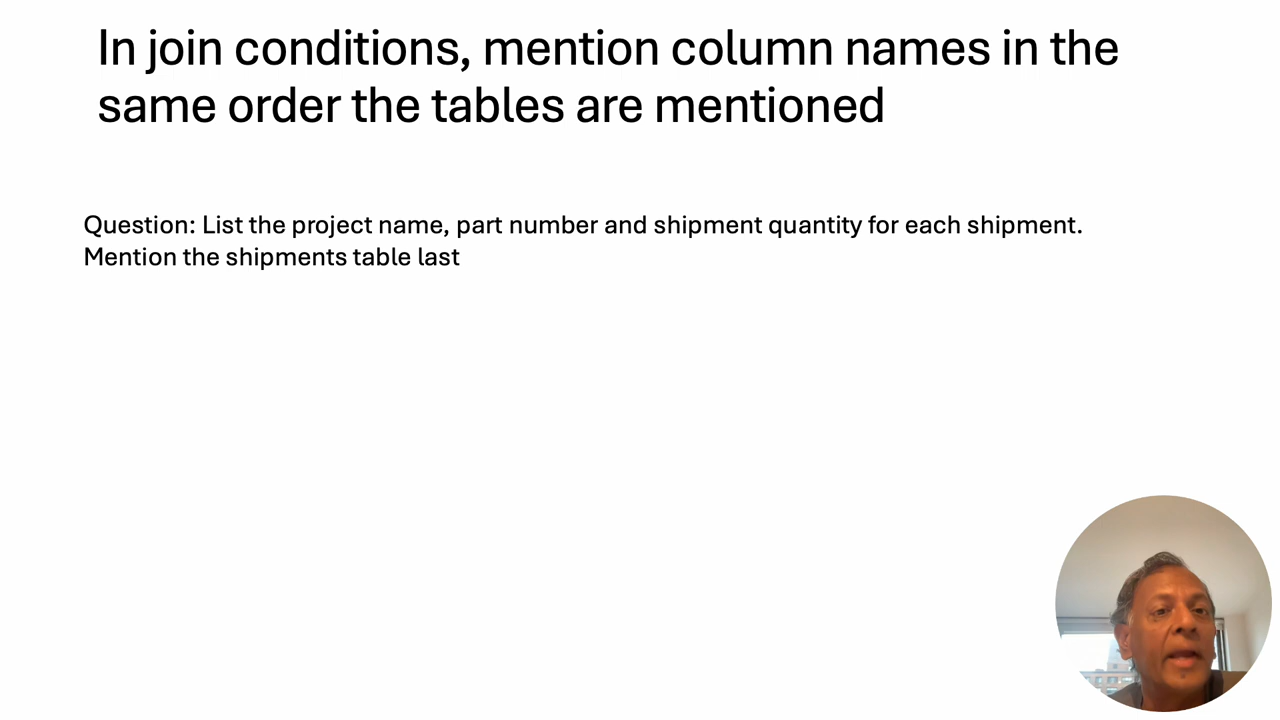 In join conditions, mention column names in the
same order the tables are mentioned
Question: List the project name, part number and shipment quantity for each shipment.
Mention the shipments table last